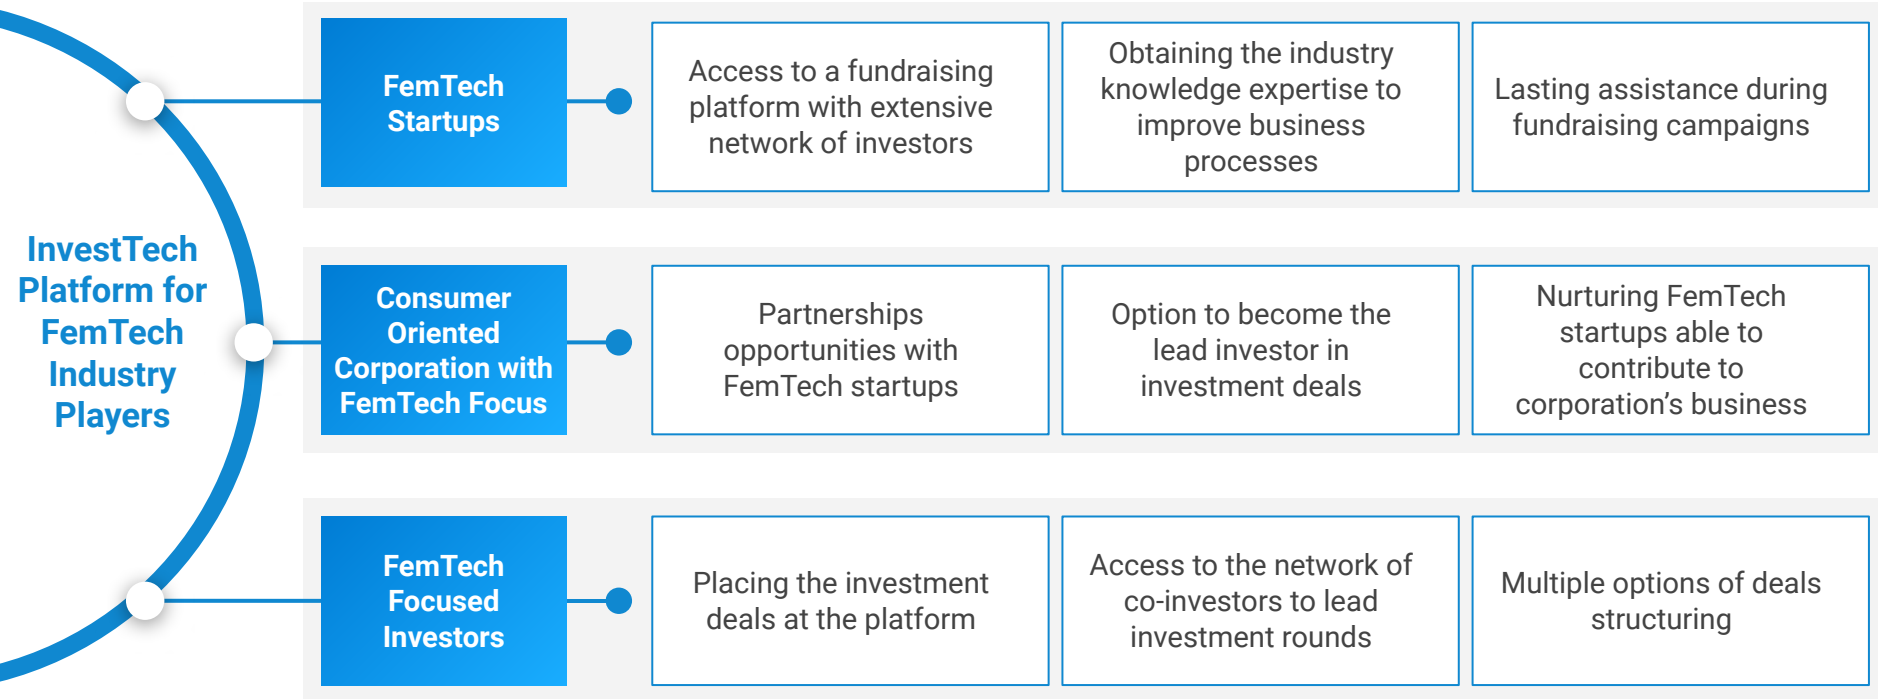 InvestTech
Platform for
FemTech
Industry
Players
FemTech
Startups
Access to a fundraising
platform with extensive
network of investors
Obtaining the industry
knowledge expertise to
improve business
processes
Lasting assistance during
fundraising campaigns
Consumer
Oriented
Corporation with
FemTech Focus
Partnerships
opportunities with
FemTech startups
Option to become the
lead investor in
investment deals
Nurturing FemTech
startups able to
contribute to
corporation’s business
FemTech
Focused
Investors
Placing the investment
deals at the platform
Access to the network of
co-investors to lead
investment rounds
Multiple options of deals
structuring